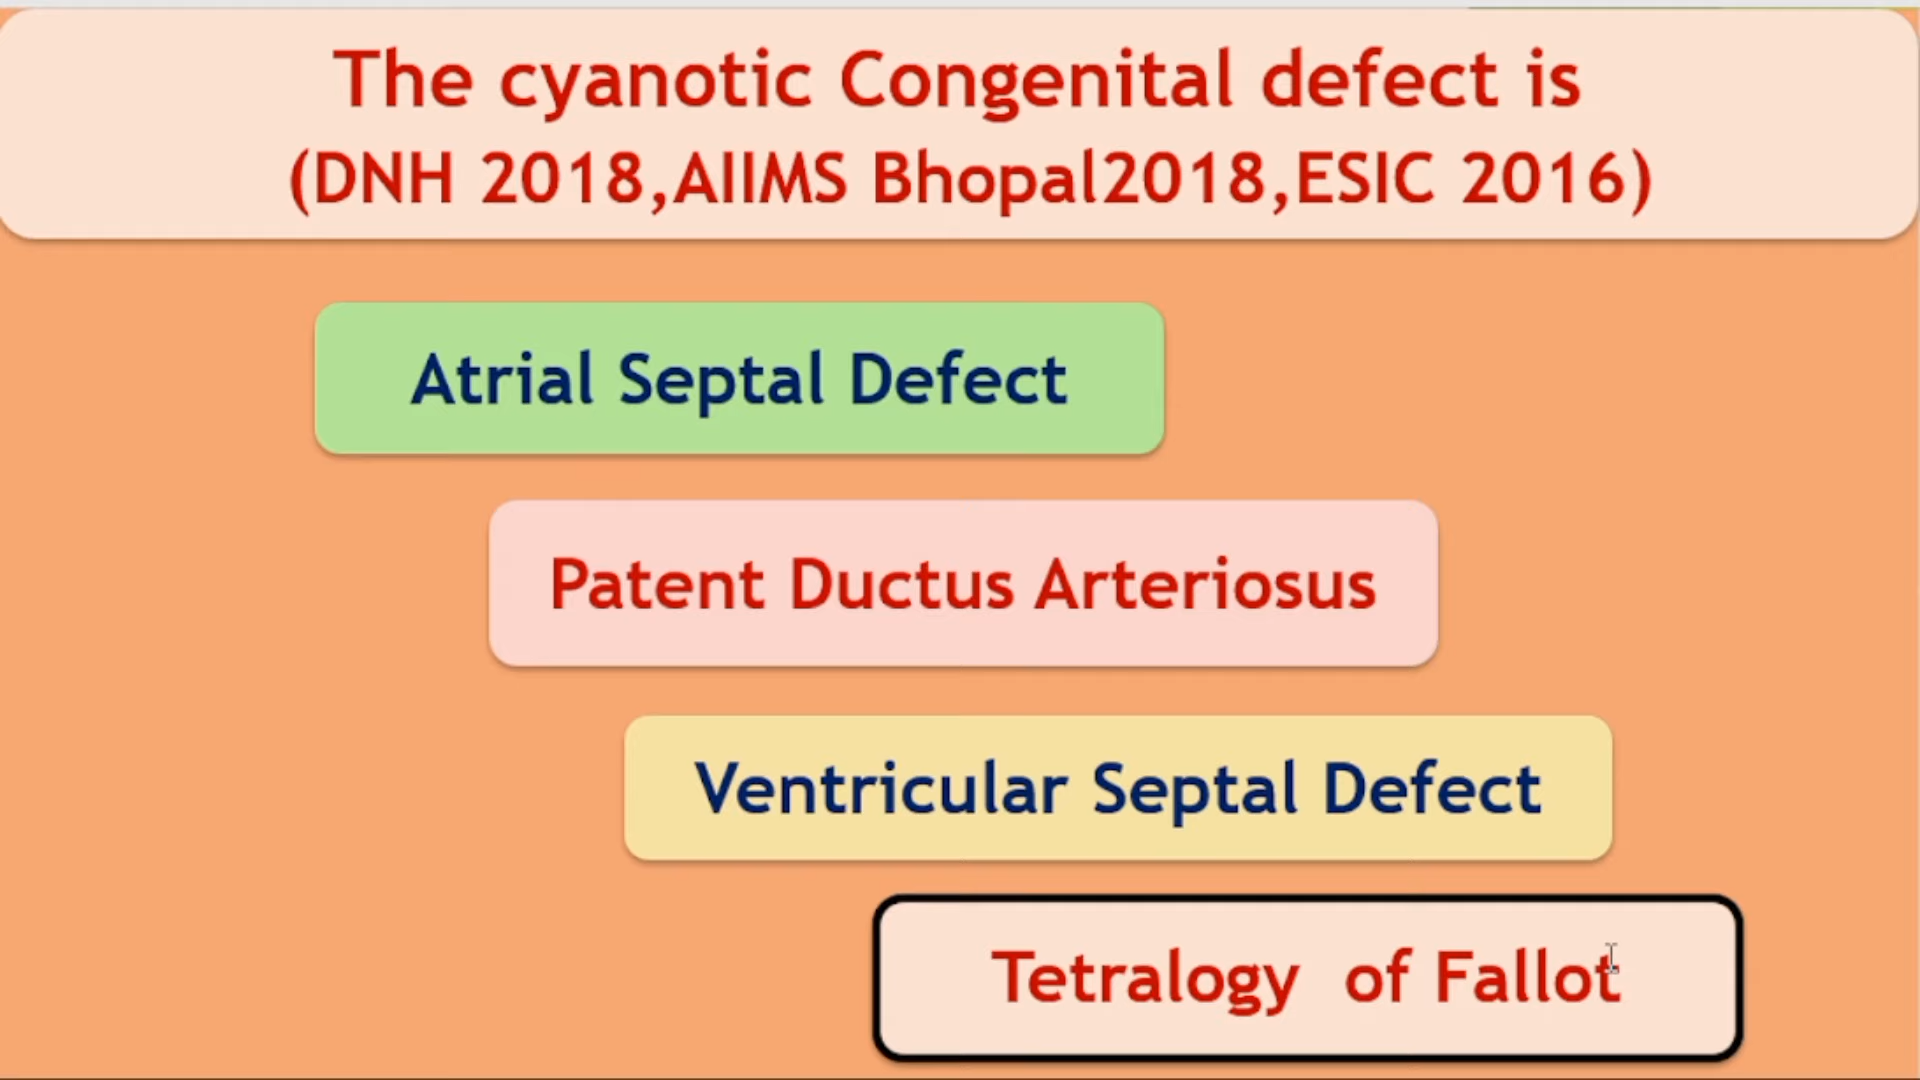 The cyanotic Congenital defect is
(DNH 2018,AIIMS Bhopal2018,ESIC 2016)
Atrial Septal Defect
Patent Ductus Arteriosus
Ventricular Septal Defect
Tetralogy of Fallot